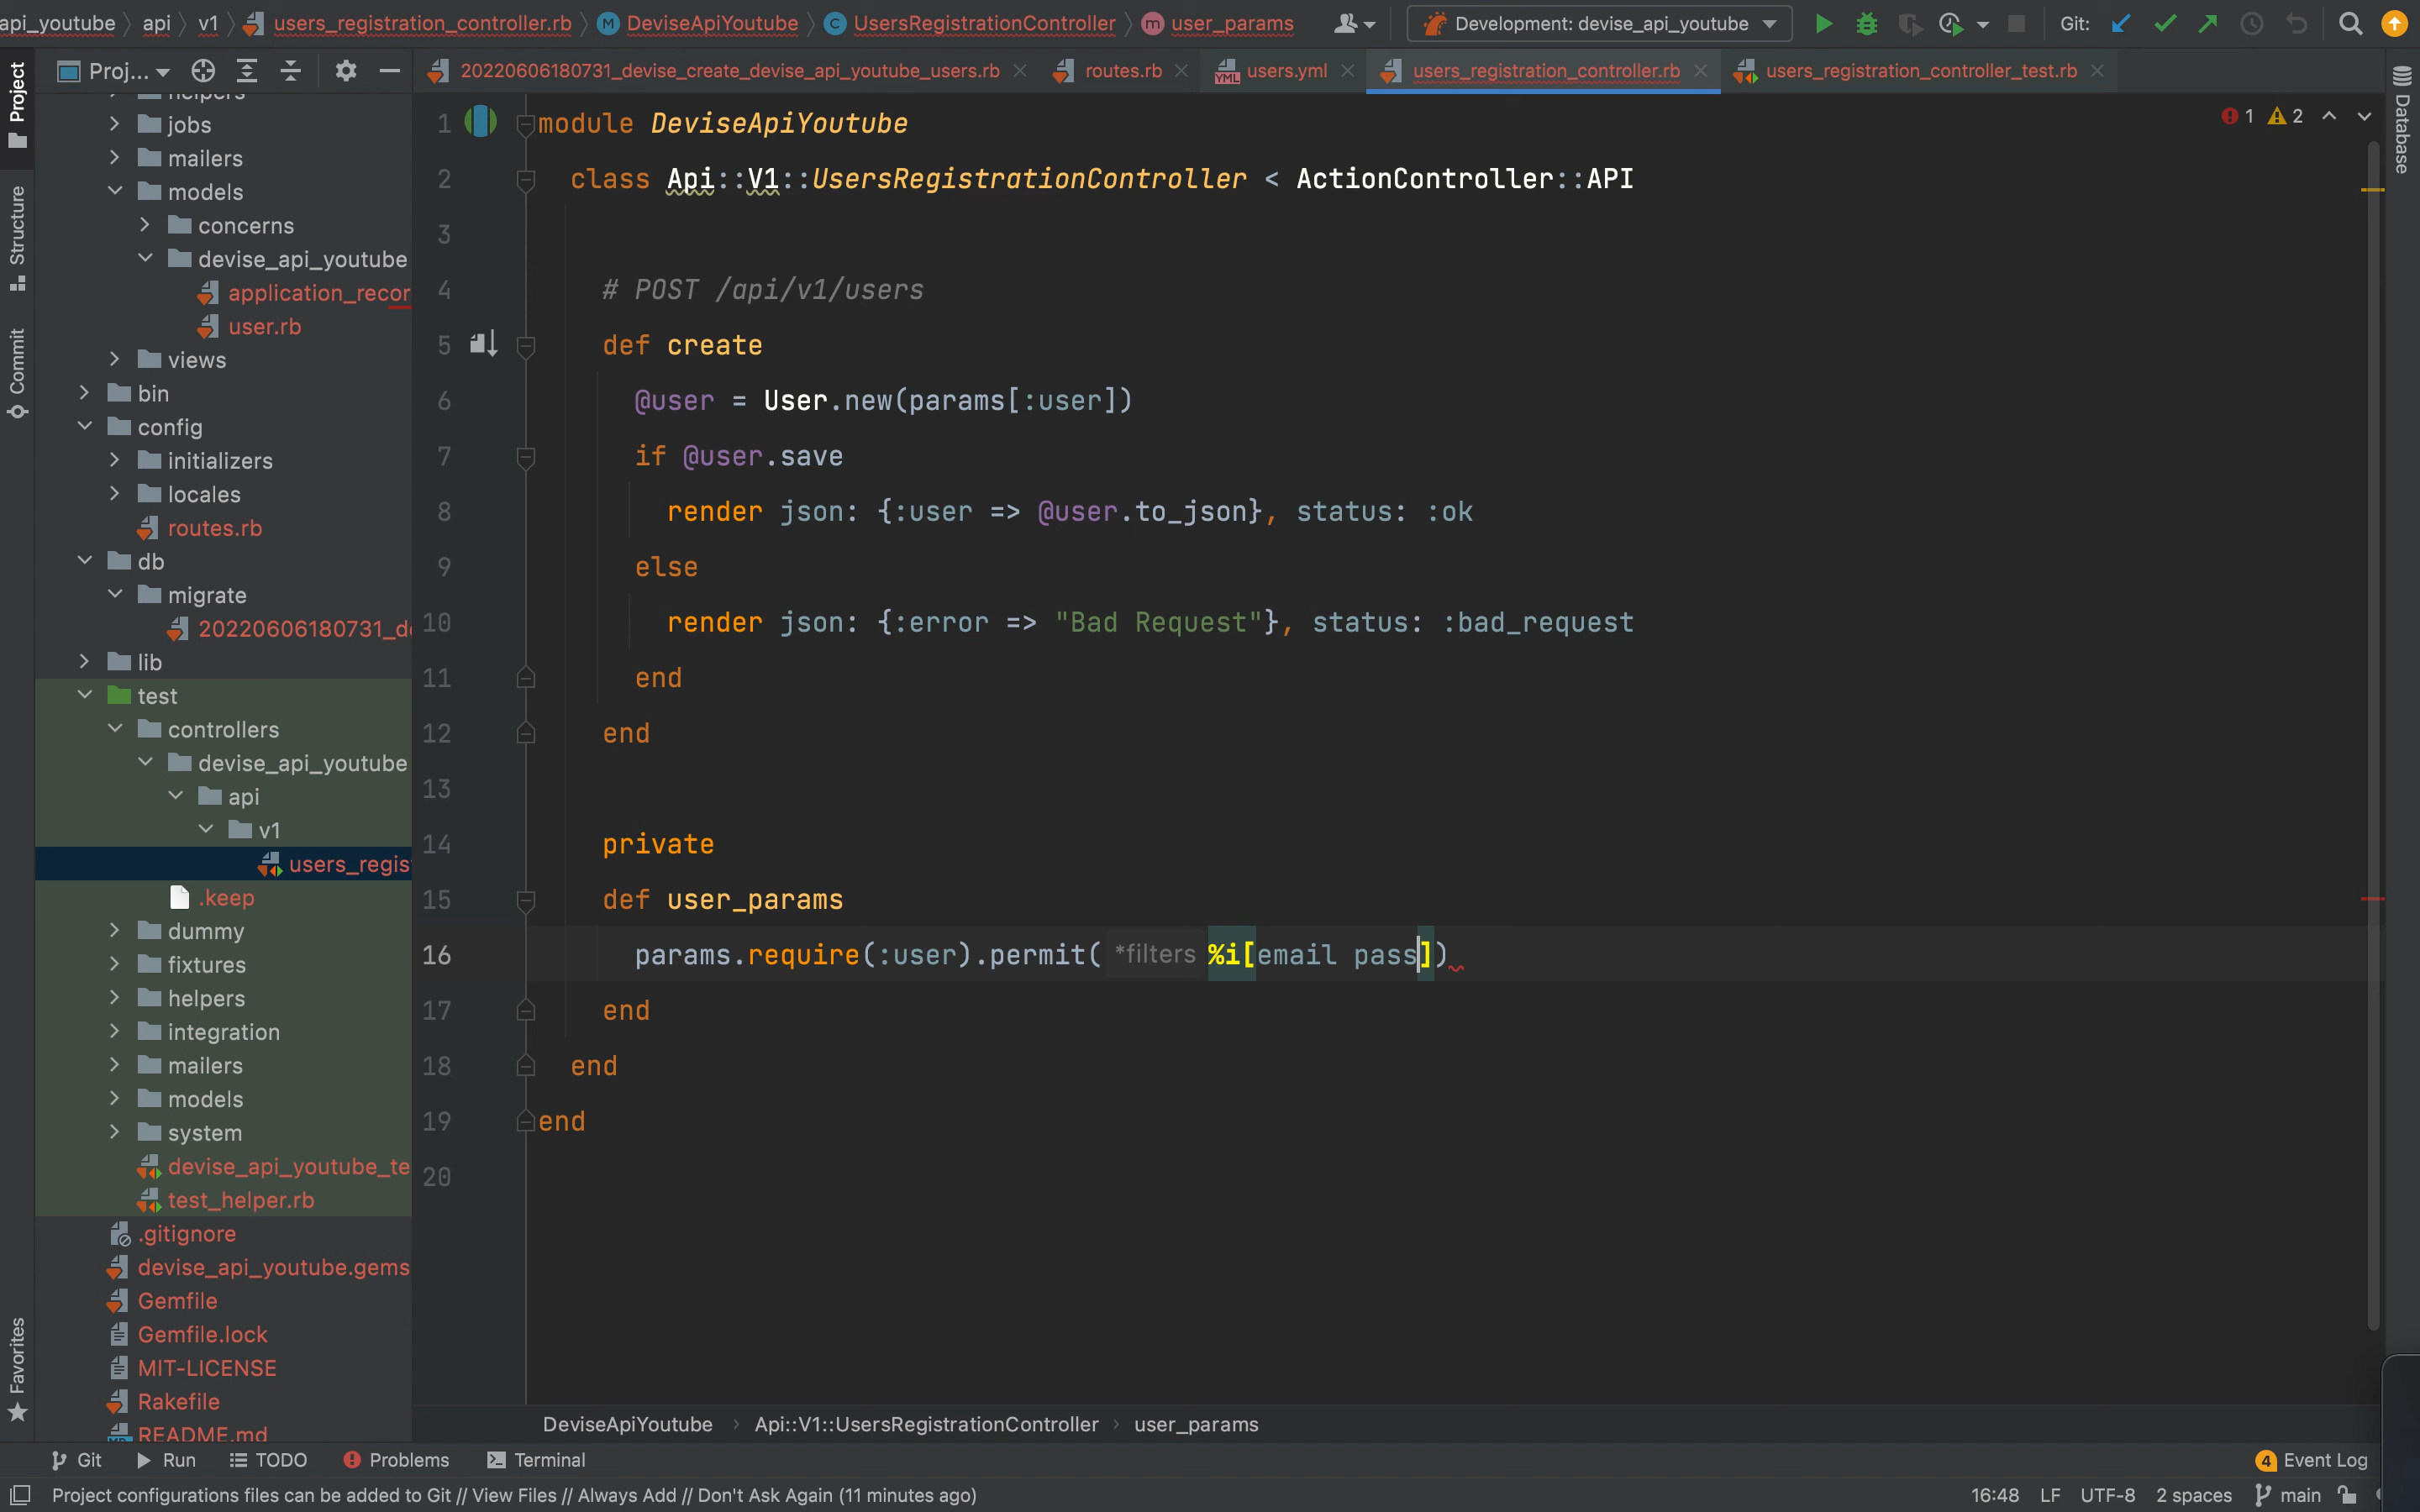 api_youtube api v1 users_registration_controller.rb DeviseApiYoutube UsersRegistrationController user_params Development: devise_api_youtube Git:
Project Proj... 20220606180731_devise_create_devise_api_youtube_users.rb routes.rb users.yml users_registration_controller.rb users_registration_controller_test.rb Database
Structure
Commit
Favorites
helpers
jobs
mailers
models
concerns
devise_api_youtube
application_recor
user.rb
views
bin
config
initializers
locales
routes.rb
db
migrate
20220606180731_de
lib
test
controllers
devise_api_youtube
api
v1
users_regis
.keep
dummy
fixtures
helpers
integration
mailers
models
system
devise_api_youtube_te
test_helper.rb
.gitignore
devise_api_youtube.gems
Gemfile
Gemfile.lock
MIT-LICENSE
Rakefile
README.md
1 2
1 module DeviseApiYoutube
2 class Api::V1::UsersRegistrationController < ActionController::API
3
4 # POST /api/v1/users
5 def create
6 @user = User.new(params[:user])
7 if @user.save
8 render json: {:user => @user.to_json}, status: :ok
9 else
10 render json: {:error => "Bad Request"}, status: :bad_request
11 end
12 end
13
14 private
15 def user_params
16 params.require(:user).permit( *filters %i[email pass])
17 end
18 end
19 end
20
DeviseApiYoutube Api::V1::UsersRegistrationController user_params
Git Run TODO Problems Terminal 4 Event Log
Project configurations files can be added to Git // View Files // Always Add // Don't Ask Again (11 minutes ago) 16:48 LF UTF-8 2 spaces main